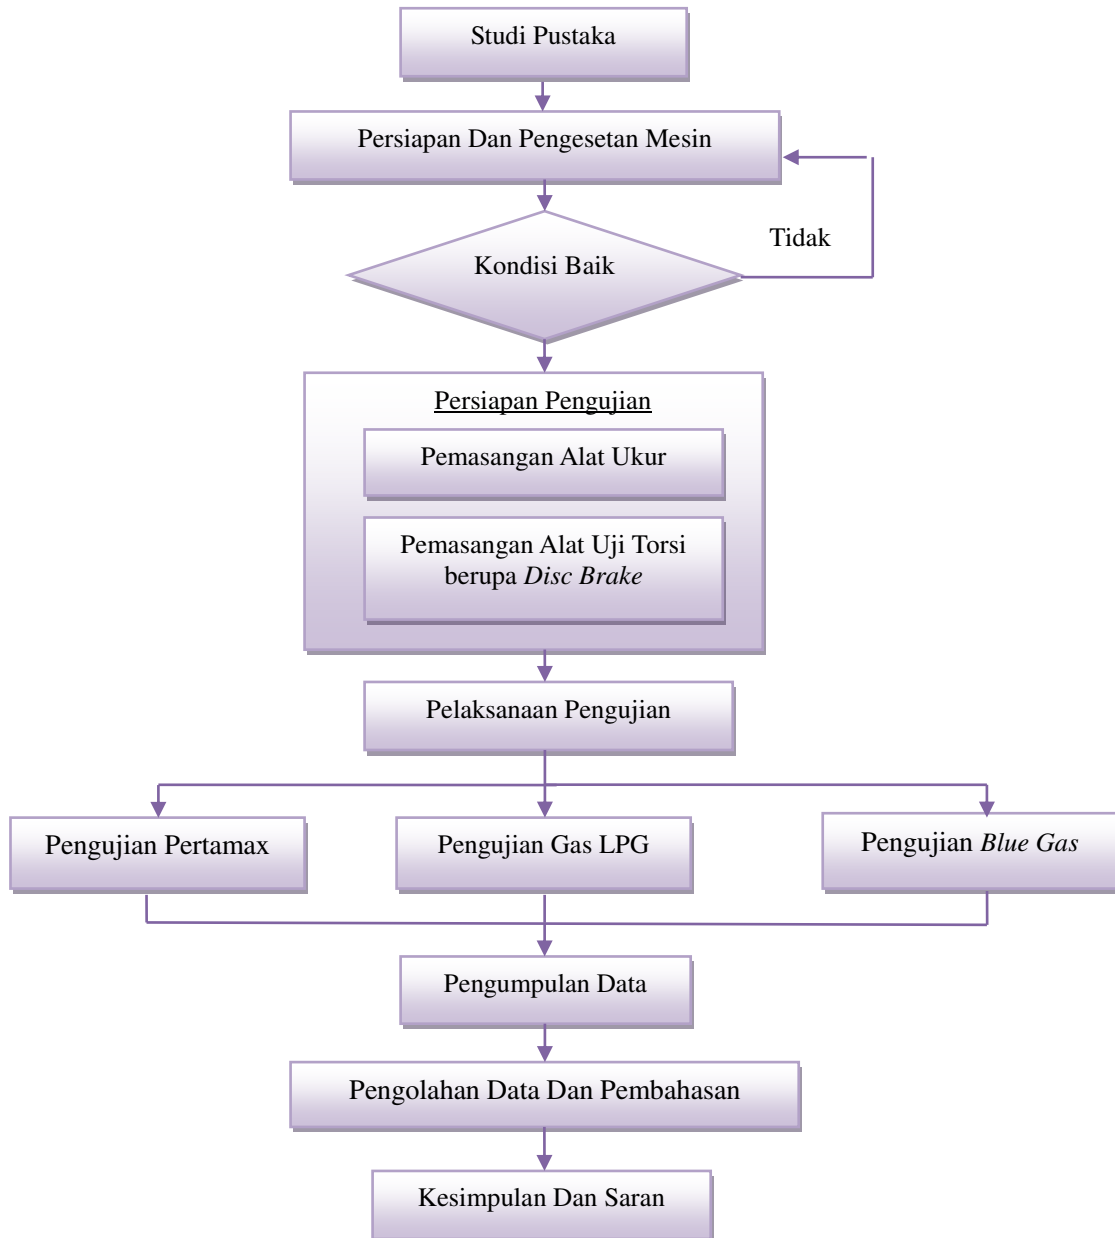 Studi Pustaka
Persiapan Dan Pengesetan Mesin
Tidak
Kondisi Baik
Persiapan Pengujian
Pemasangan Alat Ukur
Pemasangan Alat Uji Torsi
berupa Disc Brake
Pelaksanaan Pengujian
Pengujian Pertamax
Pengujian Gas LPG
Pengujian Blue Gas
Pengumpulan Data
Pengolahan Data Dan Pembahasan
Kesimpulan Dan Saran